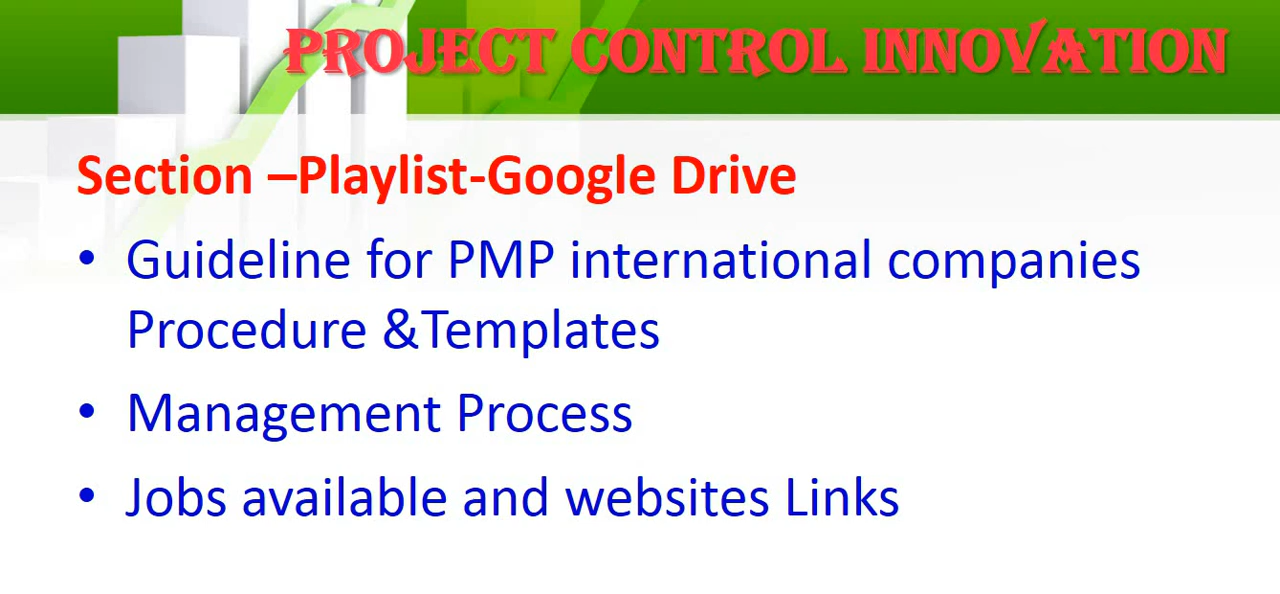 PROJECT CONTROL INNOVATION
Section –Playlist-Google Drive
• Guideline for PMP international companies
Procedure &Templates
• Management Process
• Jobs available and websites Links